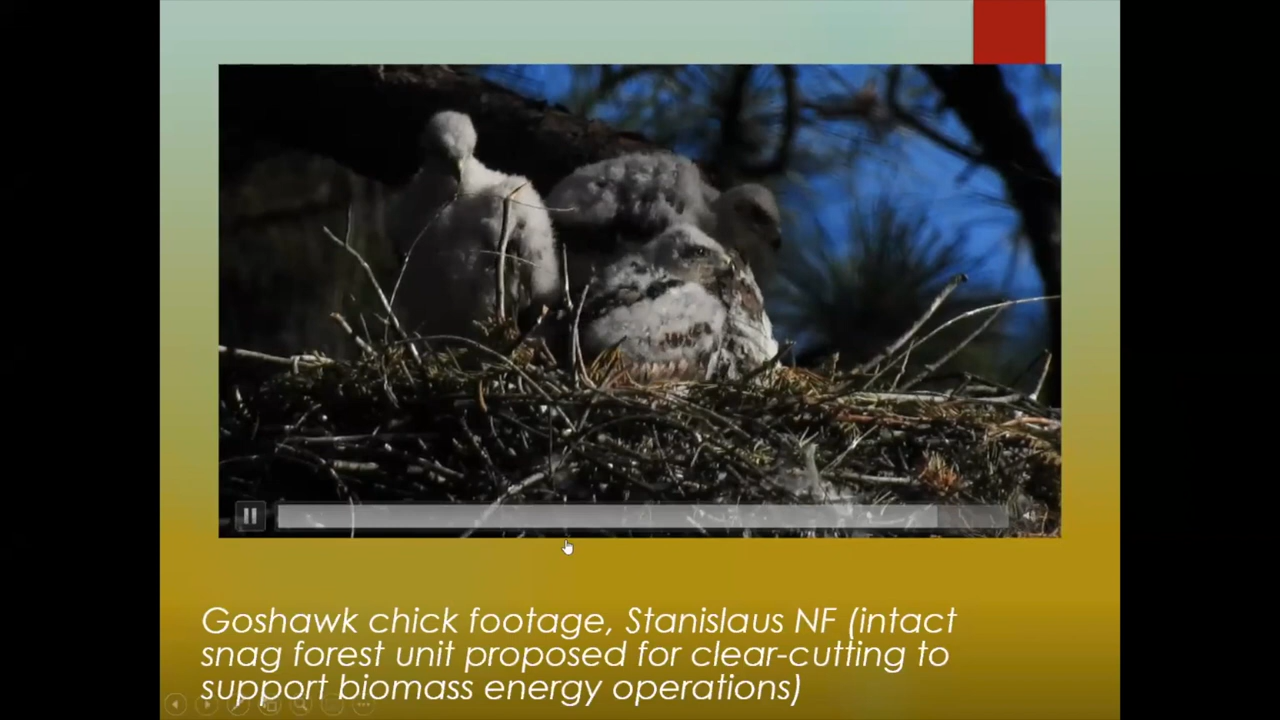 Goshawk chick footage, Stanislaus NF (intact
snag forest unit proposed for clear-cutting to
support biomass energy operations)